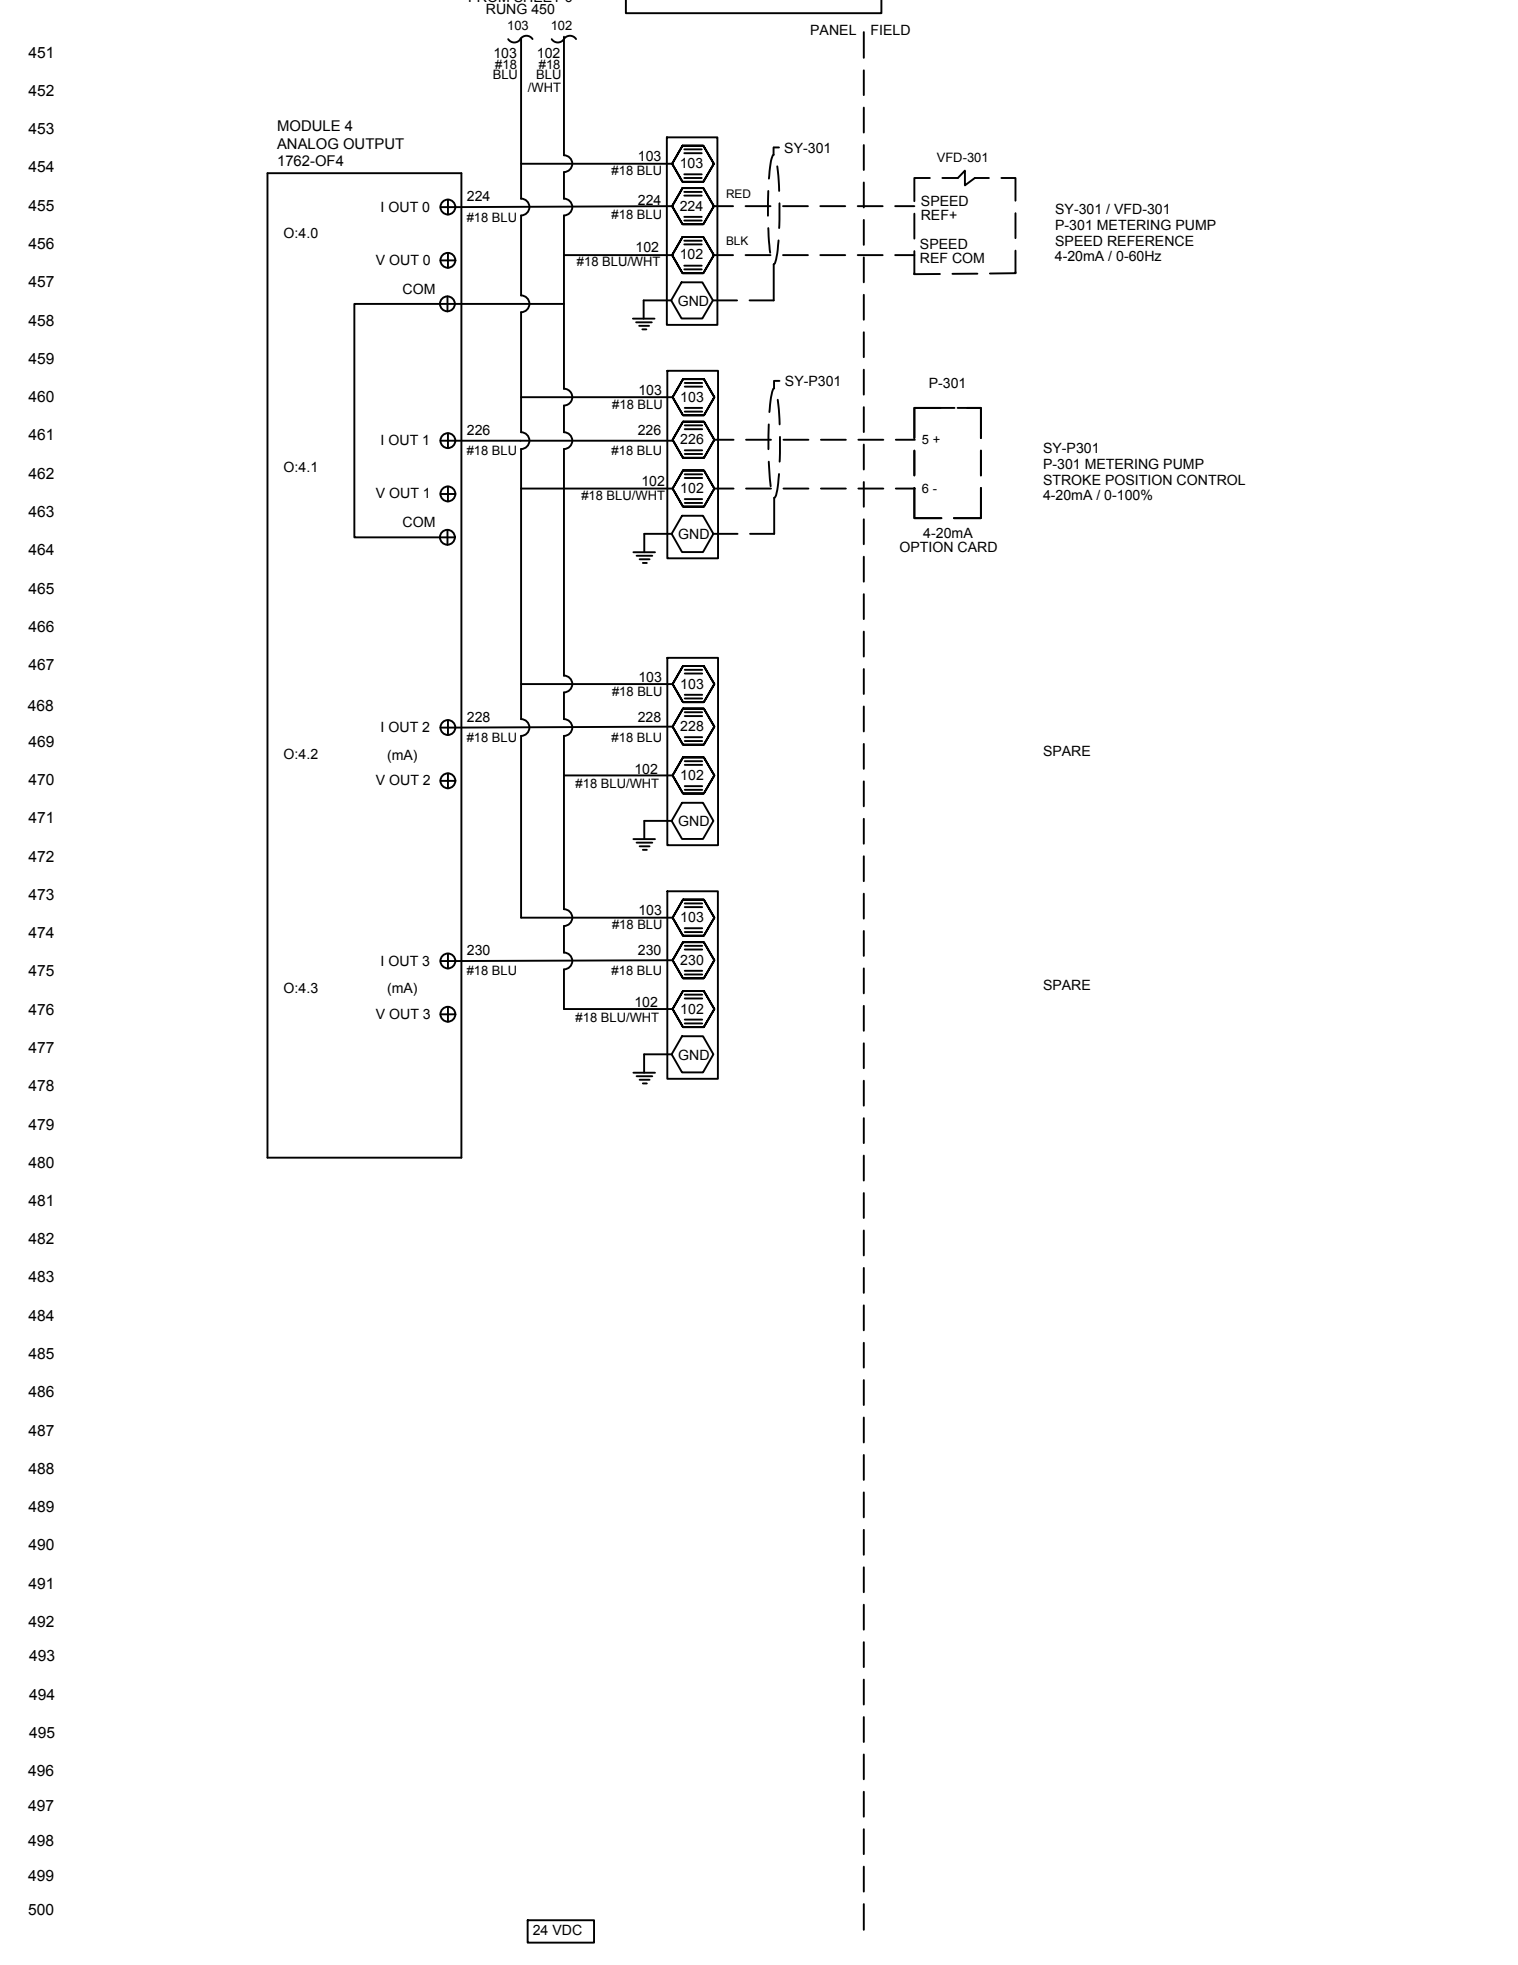 RUNG 450
103 102
PANEL FIELD
451
103 102
#18 #18
BLU BLU
/WHT
452
453
MODULE 4
ANALOG OUTPUT
1762-OF4
454
103
#18 BLU
103
SY-301
VFD-301
455
I OUT 0
224
#18 BLU
224
#18 BLU
224
RED
SPEED
REF+
O:4.0
456
V OUT 0
102
#18 BLU/WHT
102
BLK
SPEED
REF COM
SY-301 / VFD-301
P-301 METERING PUMP
SPEED REFERENCE
4-20mA / 0-60Hz
457
COM
GND
458
459
460
103
#18 BLU
103
SY-P301
P-301
461
I OUT 1
226
#18 BLU
226
#18 BLU
226
5 +
O:4.1
462
V OUT 1
102
#18 BLU/WHT
102
6 -
SY-P301
P-301 METERING PUMP
STROKE POSITION CONTROL
4-20mA / 0-100%
463
COM
GND
4-20mA
OPTION CARD
464
465
466
467
103
#18 BLU
103
468
I OUT 2
228
#18 BLU
228
#18 BLU
228
469
O:4.2
(mA)
SPARE
470
V OUT 2
102
#18 BLU/WHT
102
471
GND
472
473
103
#18 BLU
103
474
475
I OUT 3
230
#18 BLU
230
#18 BLU
230
O:4.3
(mA)
SPARE
476
V OUT 3
102
#18 BLU/WHT
102
477
GND
478
479
480
481
482
483
484
485
486
487
488
489
490
491
492
493
494
495
496
497
498
499
500
24 VDC